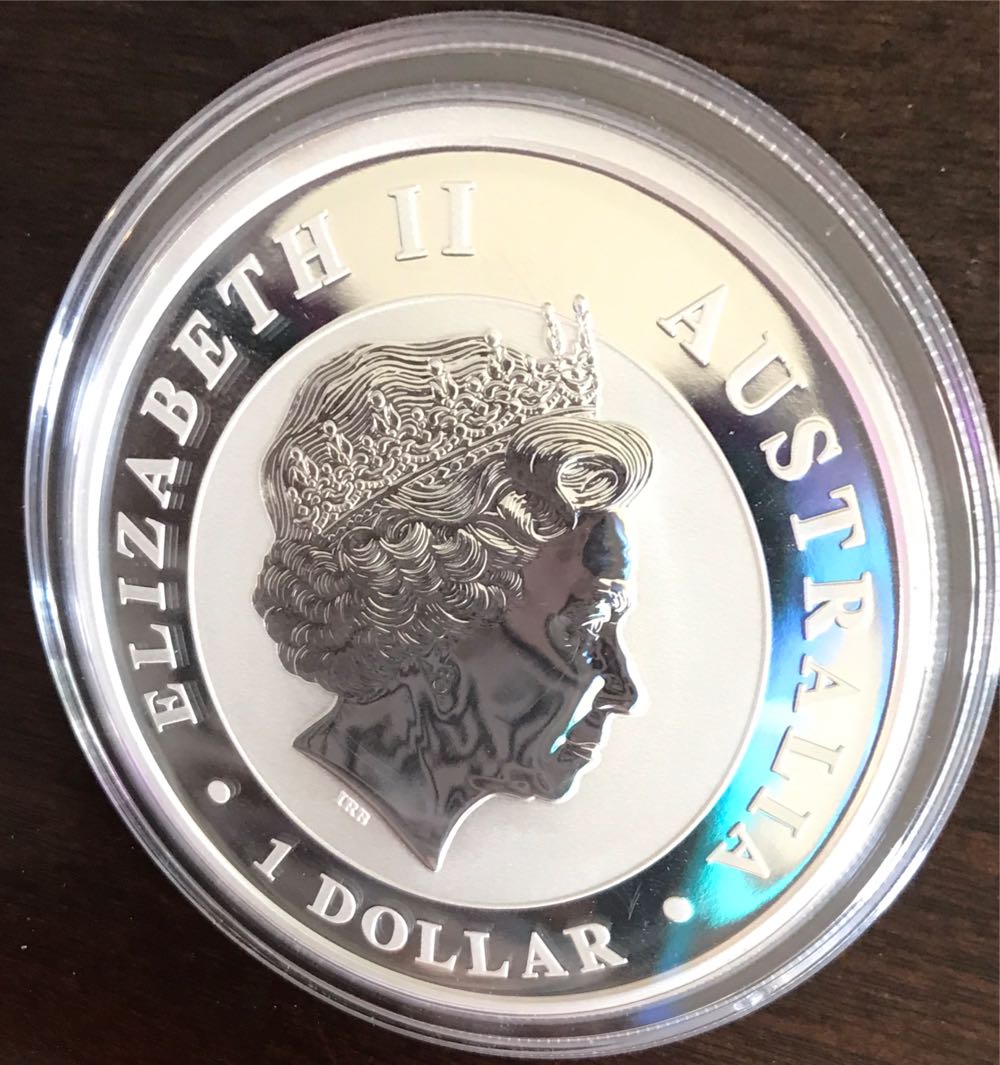 ELIZABETH II
AUSTRALIA
1 DOLLAR
IRB